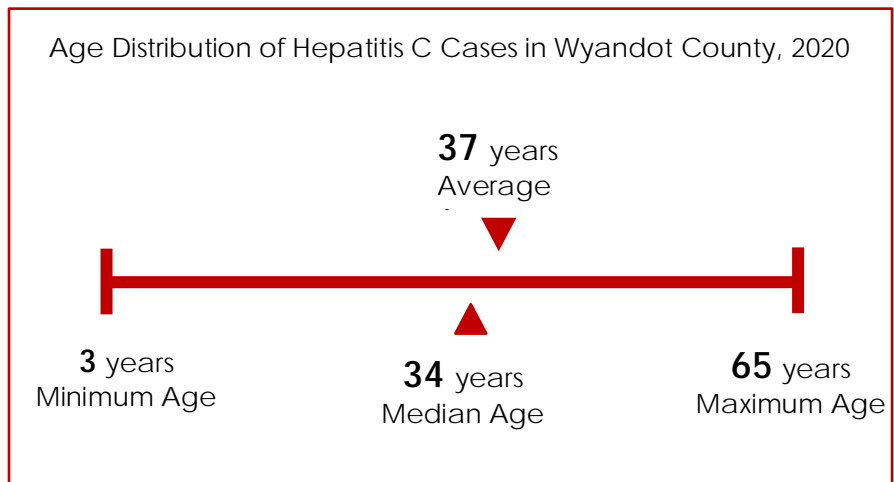 Age Distribution of Hepatitis C Cases in Wyandot County, 2020
37 years
Average
3 years
Minimum Age
34 years
Median Age
65 years
Maximum Age